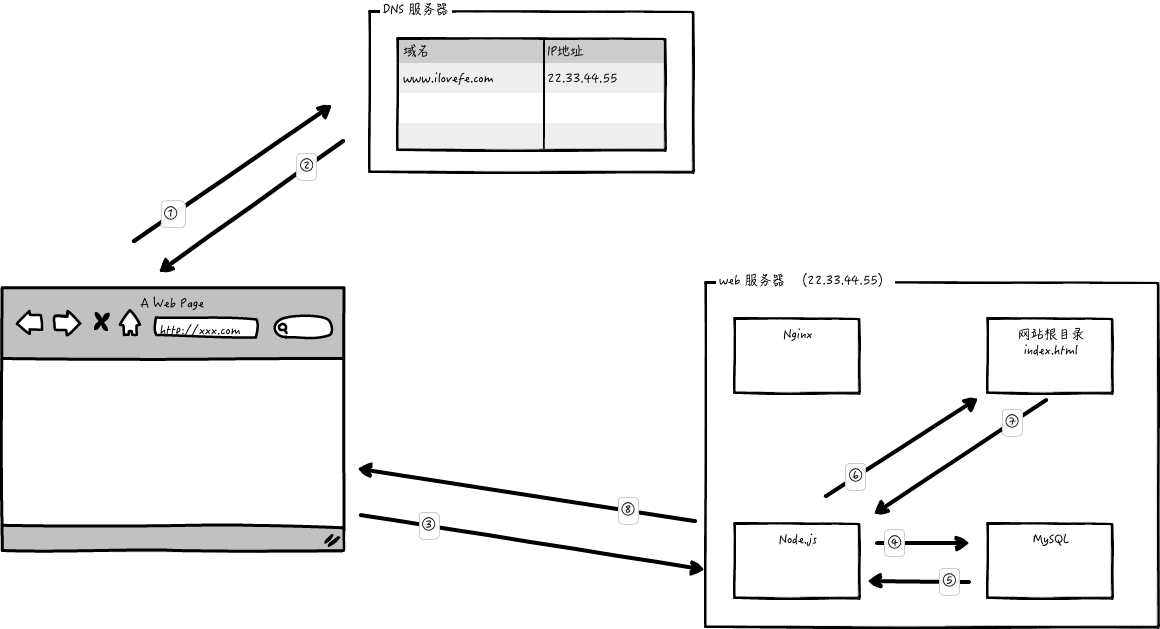 DNS 服务器
域名 IP地址
www.ilovefe.com 22.33.44.55
②
①
A Web Page
http://xxx.com
web 服务器 (22.33.44.55)
Nginx
网站根目录
index.html
⑦
⑥
⑧
③
Node.js
MySQL
④
⑤